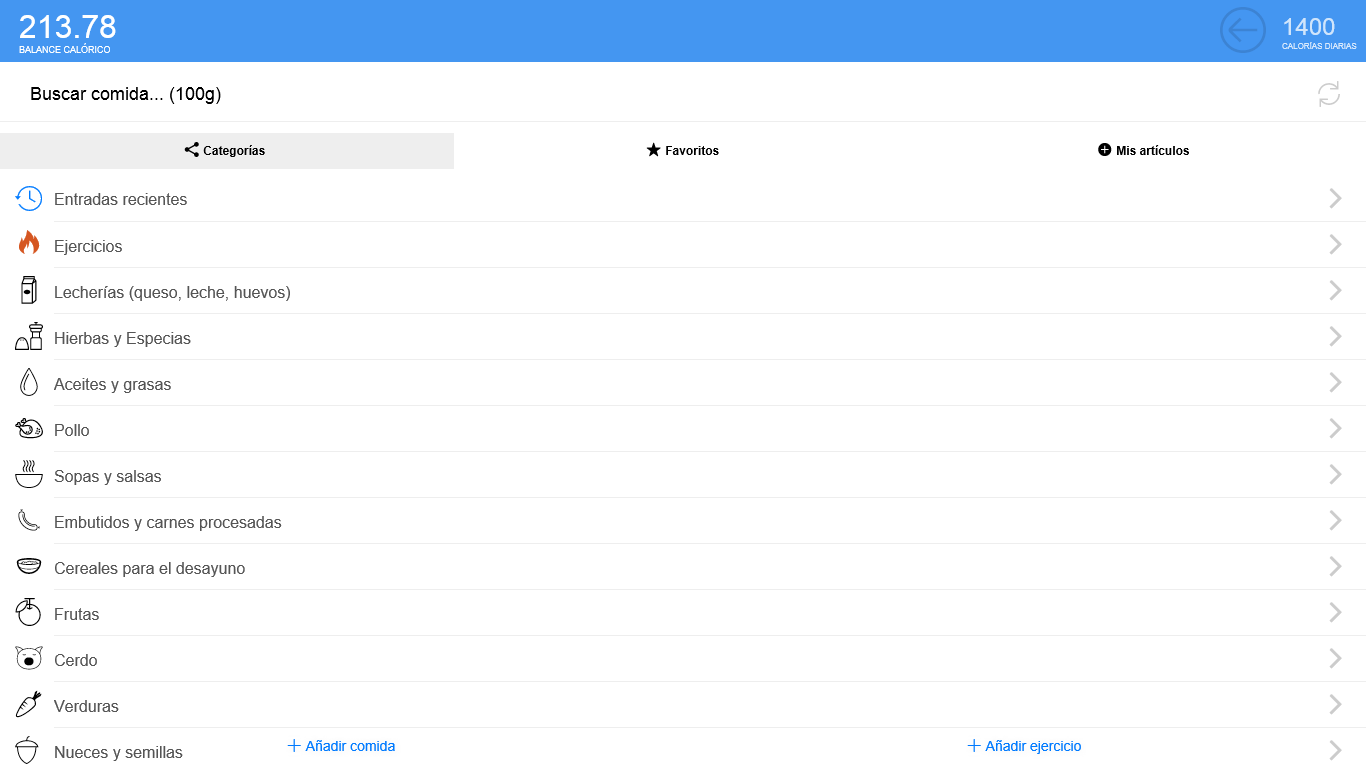 213.78
BALANCE CALÓRICO
1400
CALORÍAS DIARIAS
Buscar comida... (100g)
Categorías
Favoritos
Mis artículos
Entradas recientes
Ejercicios
Lecherías (queso, leche, huevos)
Hierbas y Especias
Aceites y grasas
Pollo
Sopas y salsas
Embutidos y carnes procesadas
Cereales para el desayuno
Frutas
Cerdo
Verduras
Nueces y semillas
Añadir comida
Añadir ejercicio